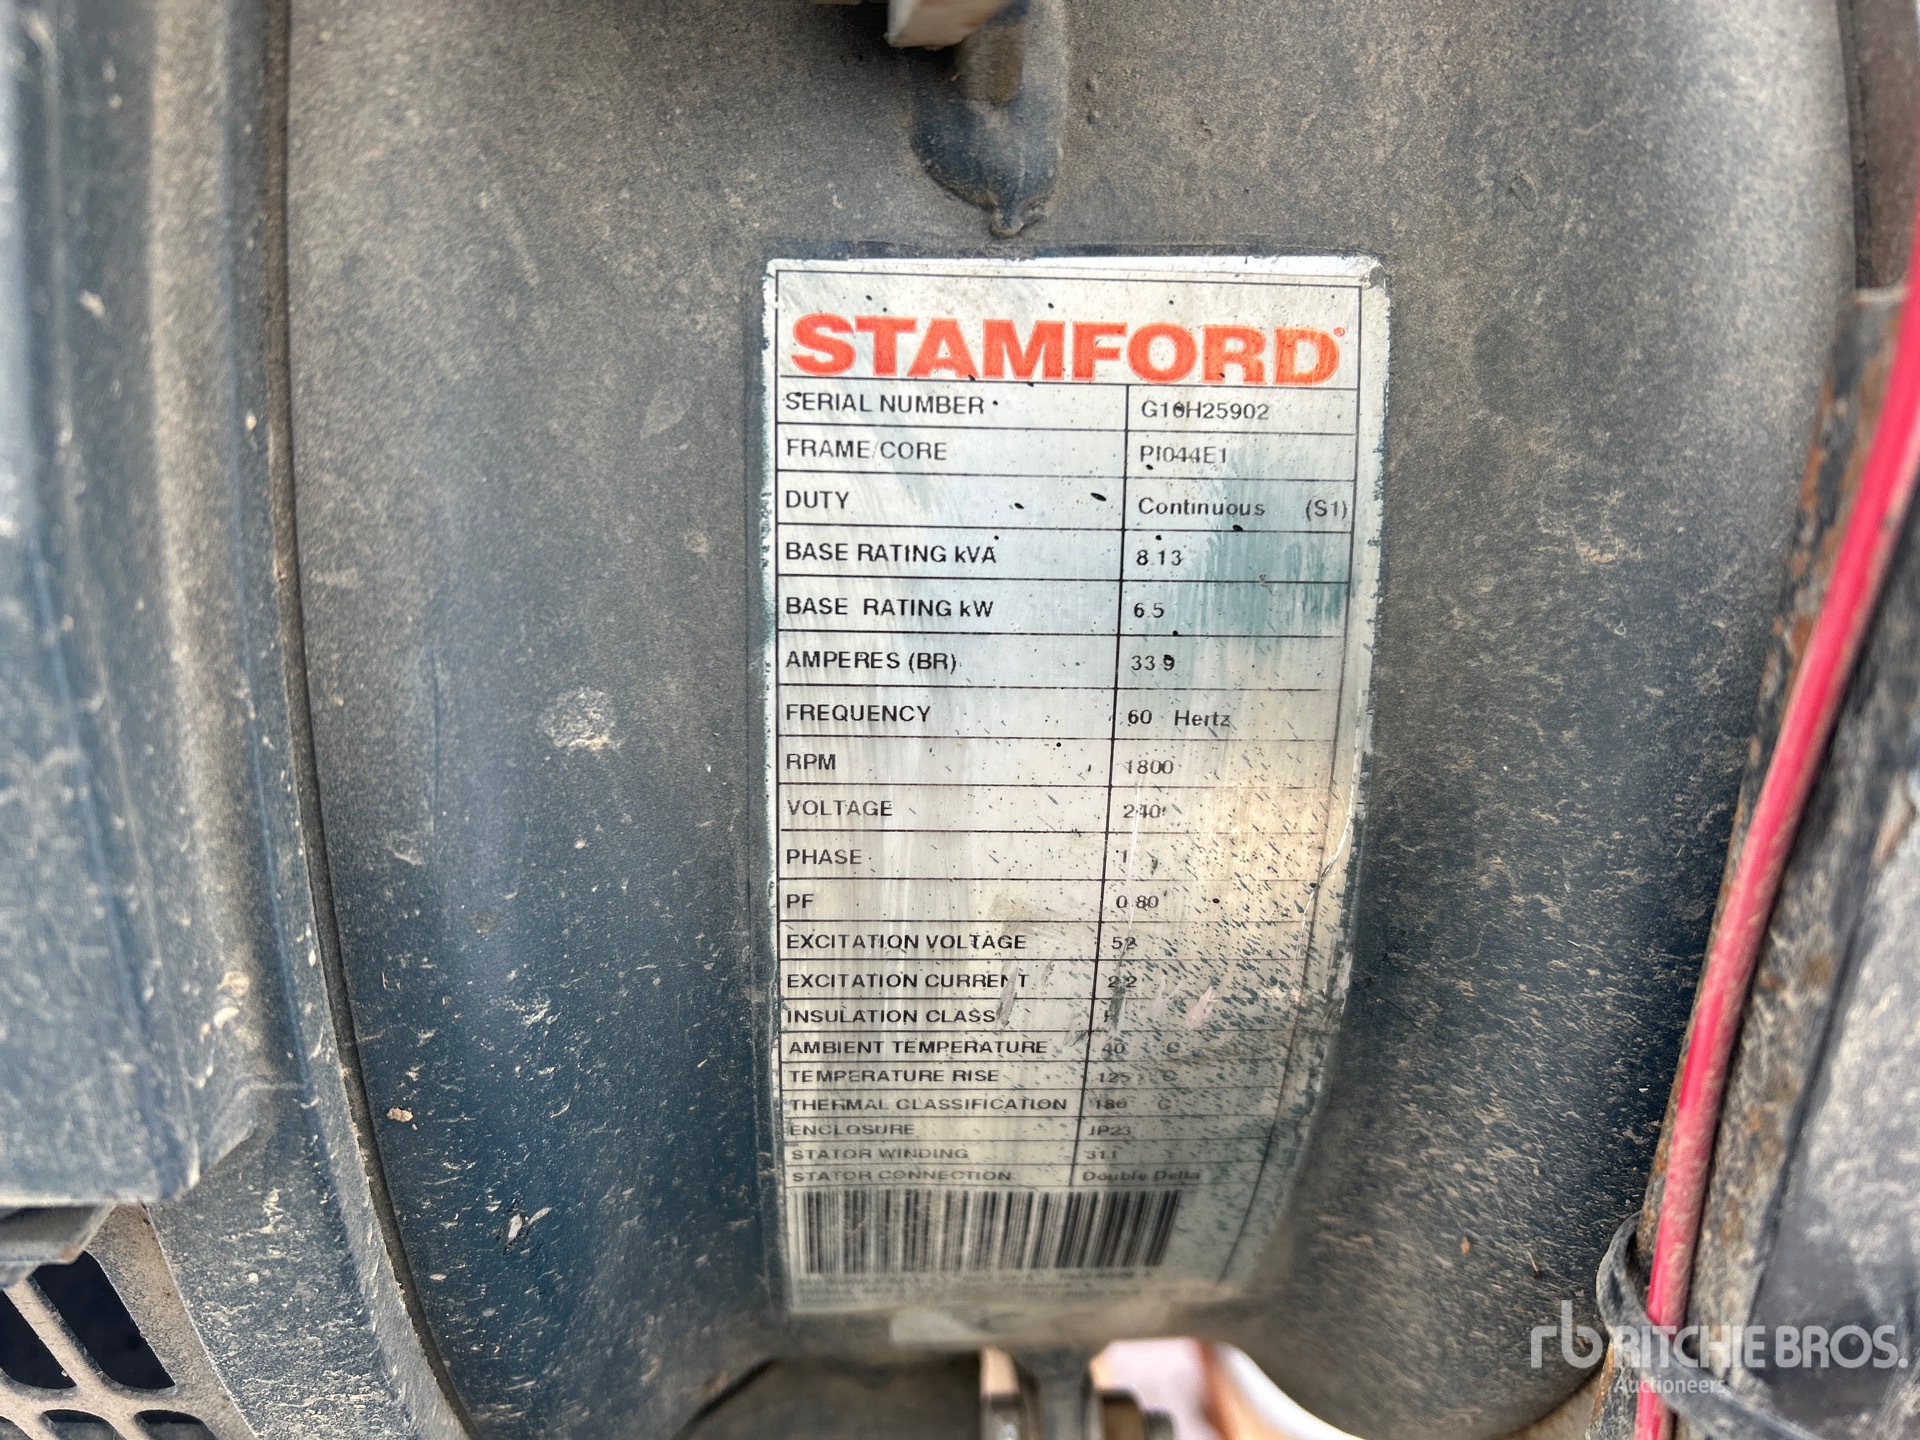 STAMFORD®
SERIAL NUMBER G16H25902
FRAME/CORE PI044E1
DUTY Continuous (S1)
BASE RATING kVA 8.13
BASE RATING kW 6.5
AMPERES (BR) 33.9
FREQUENCY 60 Hertz
RPM 1800
VOLTAGE 240
PHASE 1
PF 0.80
EXCITATION VOLTAGE 52
EXCITATION CURRENT 2.2
INSULATION CLASS H
AMBIENT TEMPERATURE 40 C
TEMPERATURE RISE 125 C
THERMAL CLASSIFICATION 180 C
ENCLOSURE IP23
STATOR WINDING 311
STATOR CONNECTION Double Delta
rb RITCHIE BROS.
Auctioneers